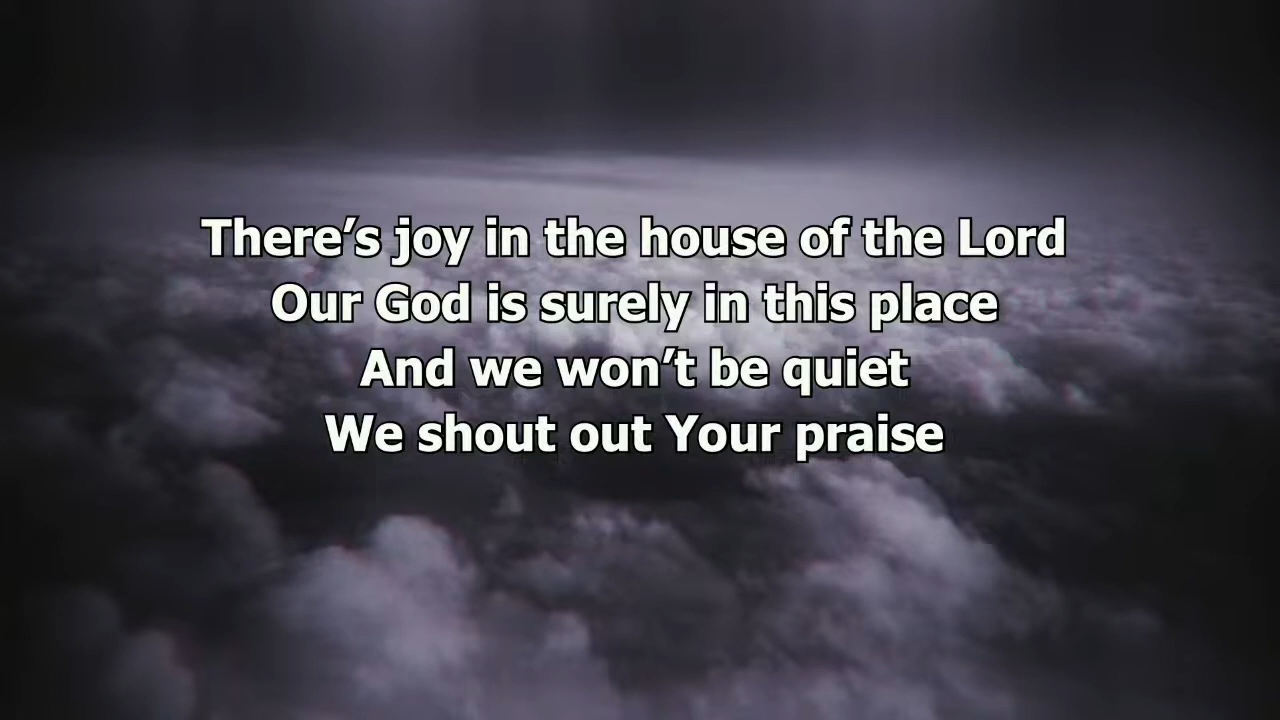 There’s joy in the house of the Lord
Our God is surely in this place
And we won’t be quiet
We shout out Your praise